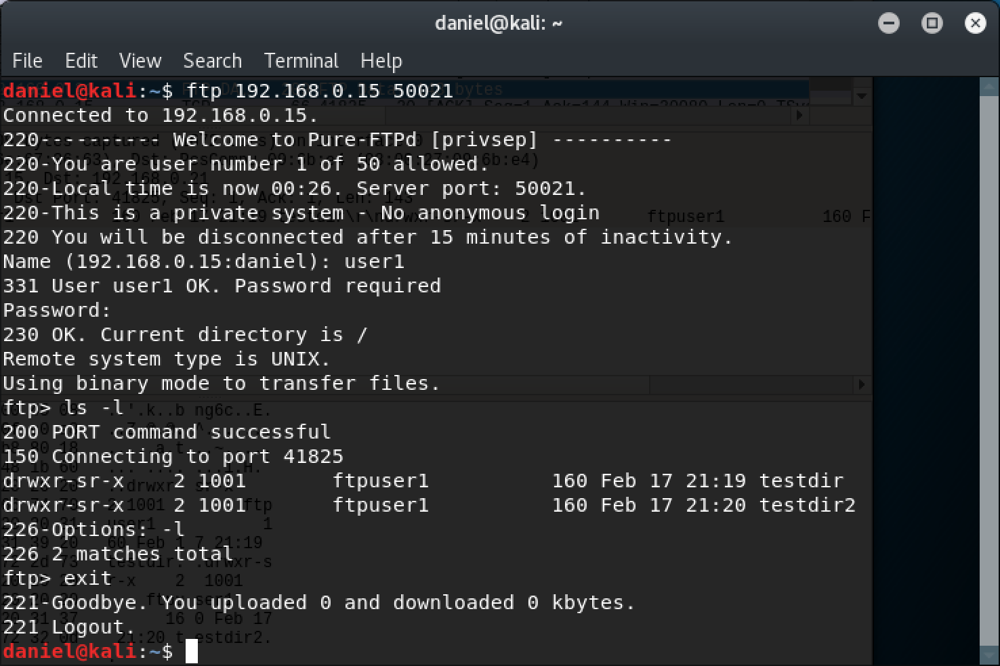 daniel@kali: ~
File Edit View Search Terminal Help
daniel@kali:~$ ftp 192.168.0.15 50021
Connected to 192.168.0.15.
220---------- Welcome to Pure-FTPd [privsep] ----------
220-You are user number 1 of 50 allowed.
220-Local time is now 00:26. Server port: 50021.
220-This is a private system - No anonymous login
220 You will be disconnected after 15 minutes of inactivity.
Name (192.168.0.15:daniel): user1
331 User user1 OK. Password required
Password:
230 OK. Current directory is /
Remote system type is UNIX.
Using binary mode to transfer files.
ftp> ls -l
200 PORT command successful
150 Connecting to port 41825
drwxr-sr-x    2 1001       ftpuser1          160 Feb 17 21:19 testdir
drwxr-sr-x    2 1001       ftpuser1          160 Feb 17 21:20 testdir2
226-Options: -l
226 2 matches total
ftp> exit
221-Goodbye. You uploaded 0 and downloaded 0 kbytes.
221 Logout.
daniel@kali:~$